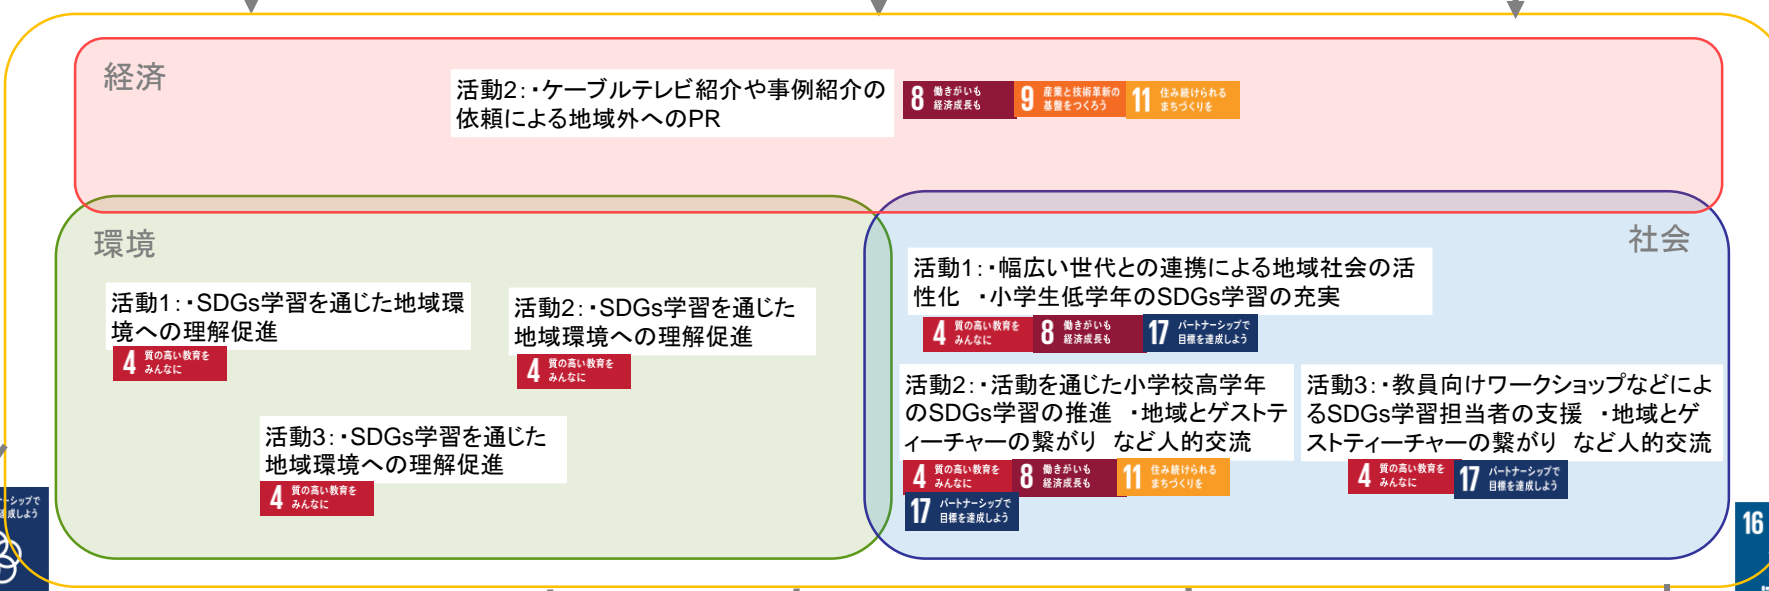 経済
活動2：・ケーブルテレビ紹介や事例紹介の
依頼による地域外へのPR
8 働きがいも
経済成長も
9 産業と技術革新の
基盤をつくろう
11 住み続けられる
まちづくりを
環境
社会
活動1：・SDGs学習を通じた地域環
境への理解促進
4 質の高い教育を
みんなに
活動2：・SDGs学習を通じた
地域環境への理解促進
4 質の高い教育を
みんなに
活動3：・SDGs学習を通じた
地域環境への理解促進
4 質の高い教育を
みんなに
活動1：・幅広い世代との連携による地域社会の活
性化　・小学生低学年のSDGs学習の充実
4 質の高い教育を
みんなに
8 働きがいも
経済成長も
17 パートナーシップで
目標を達成しよう
活動2：・活動を通じた小学校高学年
のSDGs学習の推進　・地域とゲストテ
ィーチャーの繋がり　など人的交流
4 質の高い教育を
みんなに
8 働きがいも
経済成長も
11 住み続けられる
まちづくりを
17 パートナーシップで
目標を達成しよう
活動3：・教員向けワークショップなどによ
るSDGs学習担当者の支援　・地域とゲ
ストティーチャーの繋がり　など人的交流
4 質の高い教育を
みんなに
17 パートナーシップで
目標を達成しよう
ナーシップで
達成しよう
16